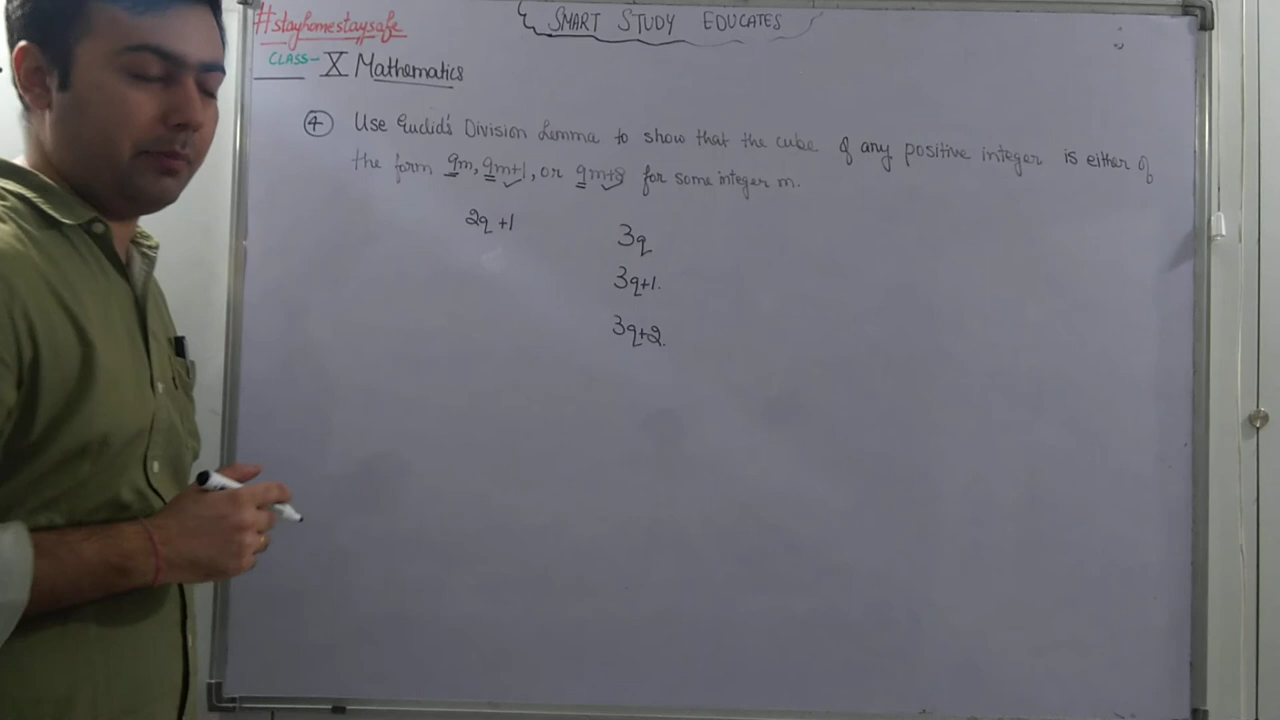 #stayhomestaysafe
SMART STUDY EDUCATES
CLASS- X Mathematics
④ Use Euclid's Division Lemma to show that the cube of any positive integer is either of
the form 9m, 9m+1, or 9m+8 for some integer m.
2q+1
3q
3q+1.
3q+2.